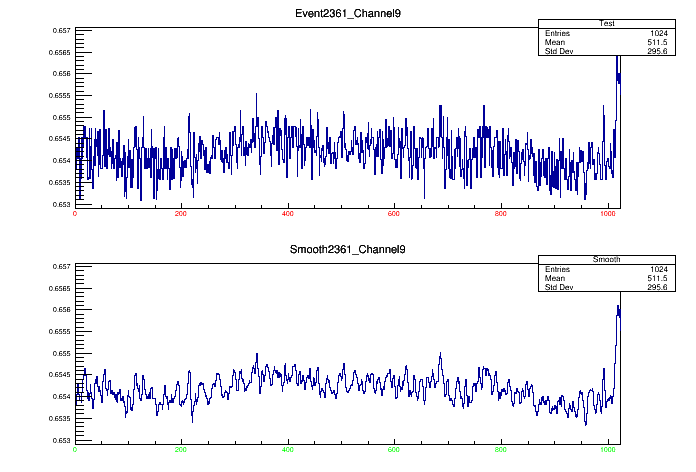 Event2361_Channel9
Test
Entries 1024
Mean 511.5
Std Dev 295.6
0.657
0.6565
0.656
0.6555
0.655
0.6545
0.654
0.6535
0.653
0 200 400 600 800 1000
Smooth2361_Channel9
Smooth
Entries 1024
Mean 511.5
Std Dev 295.6
0.657
0.6565
0.656
0.6555
0.655
0.6545
0.654
0.6535
0.653
0 200 400 600 800 1000